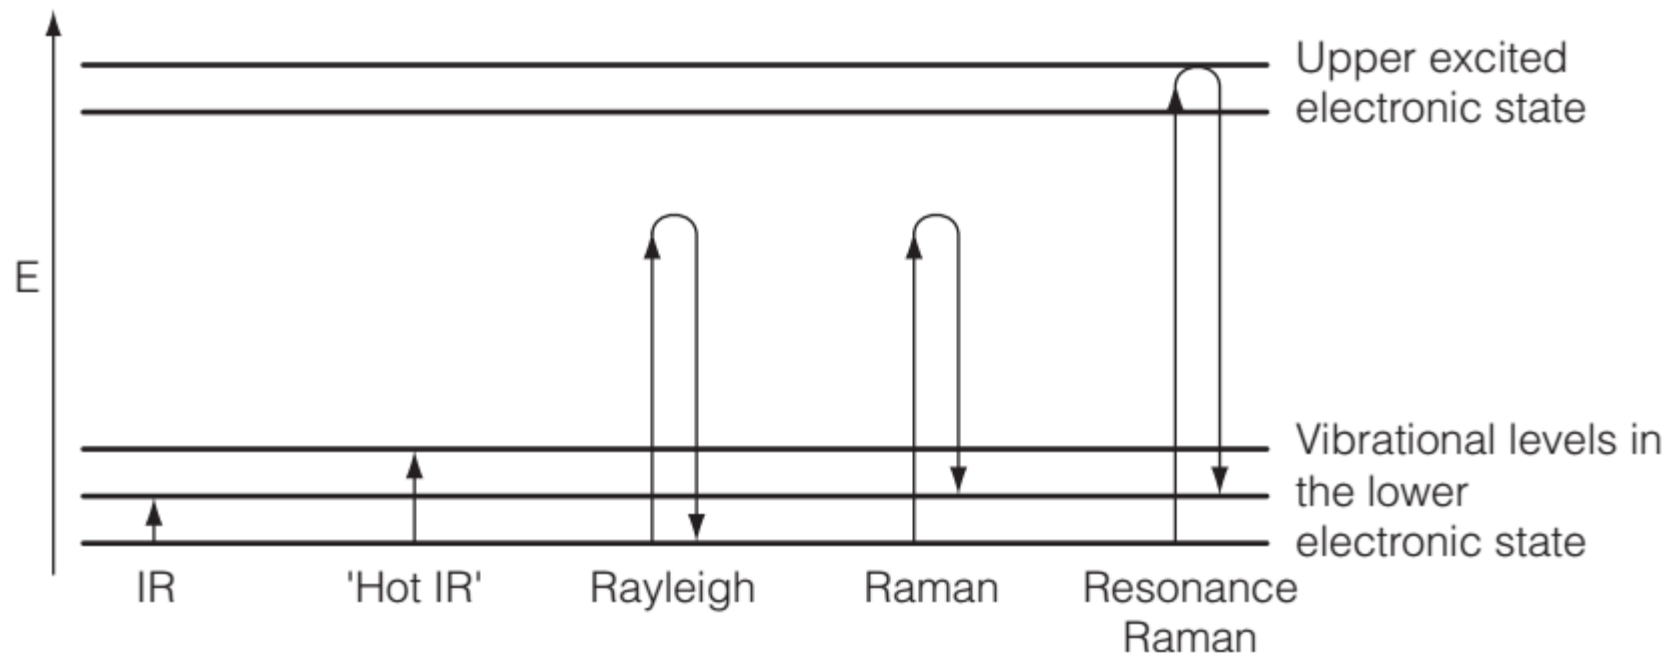 Upper excited
electronic state
E
Vibrational levels in
the lower
electronic state
IR
'Hot IR'
Rayleigh
Raman
Resonance
Raman